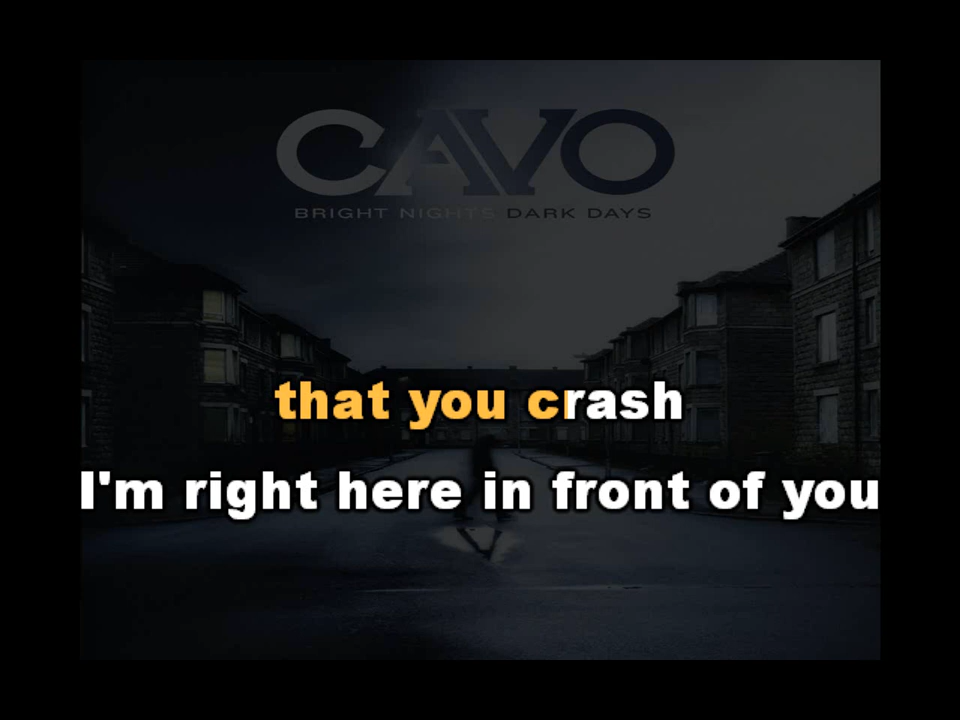 CAVO
BRIGHT NIGHTS DARK DAYS
that you crash
I'm right here in front of you